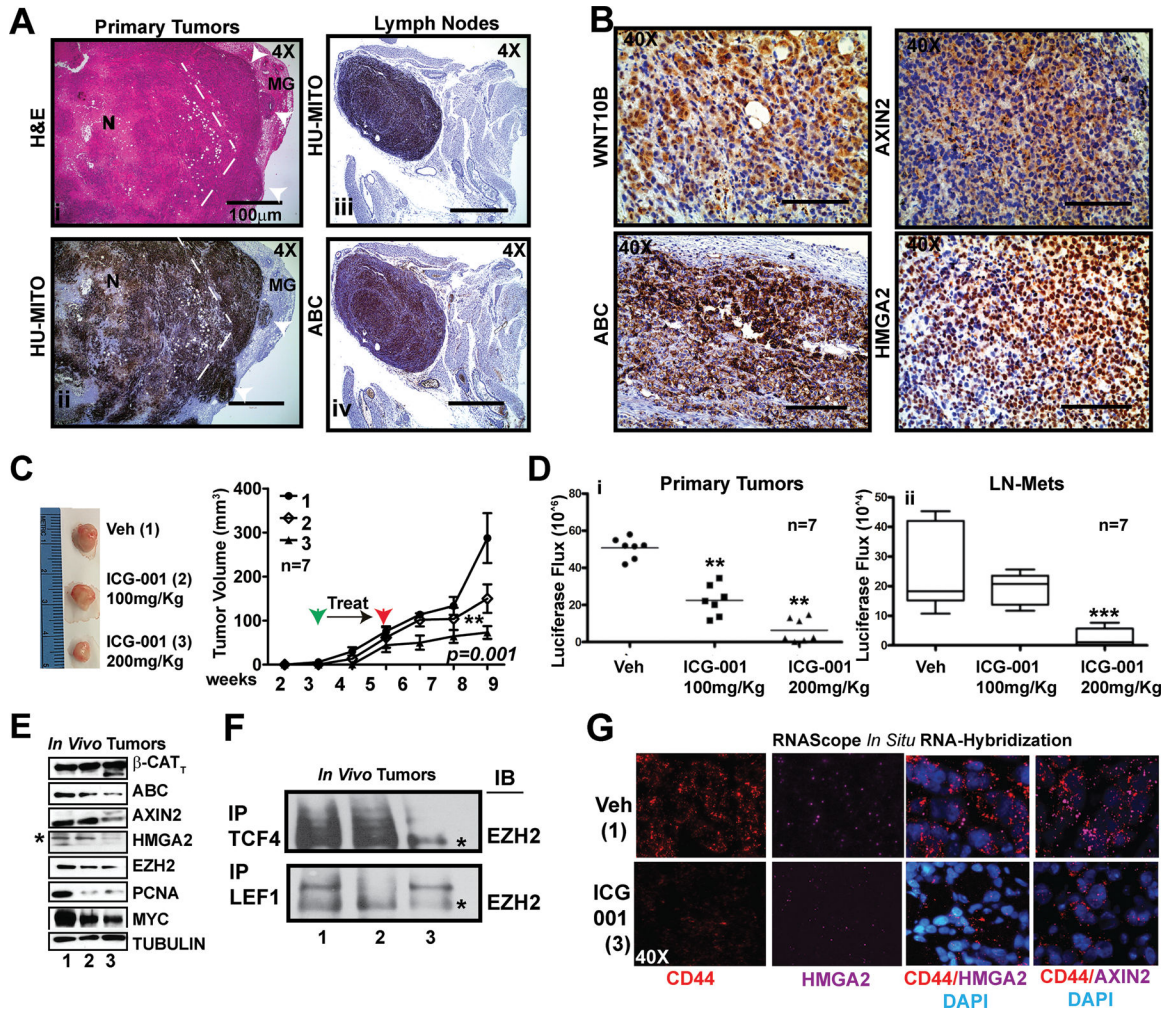 A
Primary Tumors
Lymph Nodes
H&E
4X
MG
N
i
100μm
HU-MITO
4X
iii
HU-MITO
4X
N
MG
ii
ABC
4X
iv
B
WNT10B
40X
AXIN2
40X
ABC
40X
HMGA2
40X
C
METRIC 1
2
3
4
5
Veh (1)
ICG-001 (2)
100mg/Kg
ICG-001 (3)
200mg/Kg
Tumor Volume (mm³)
400
300
200
100
0
1
2
3
n=7
Treat
**
p=0.001
weeks 2 3 4 5 6 7 8 9
D
i
Primary Tumors
n=7
Luciferase Flux (10^6)
80
60
40
20
0
**
**
Veh
ICG-001
100mg/Kg
ICG-001
200mg/Kg
ii
LN-Mets
n=7
Luciferase Flux (10^4)
50
40
30
20
10
0
***
Veh
ICG-001
100mg/Kg
ICG-001
200mg/Kg
E
In Vivo Tumors
β-CAT_T
ABC
AXIN2
* HMGA2
EZH2
PCNA
MYC
TUBULIN
1 2 3
F
In Vivo Tumors
IB
IP
TCF4
*
EZH2
IP
LEF1
*
EZH2
1 2 3
G
RNAScope In Situ RNA-Hybridization
Veh
(1)
ICG
001
(3)
40X
CD44
HMGA2
CD44/HMGA2
DAPI
CD44/AXIN2
DAPI